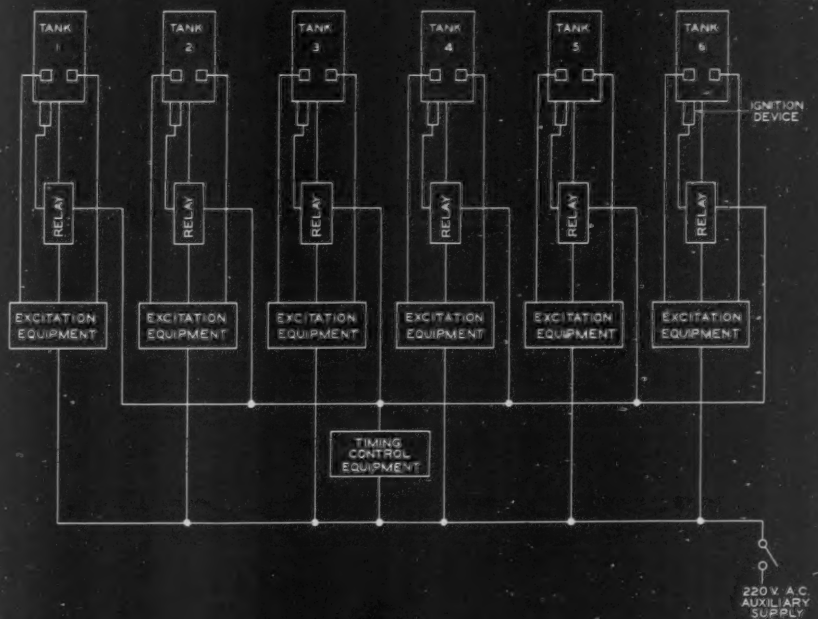 TANK
1
TANK
2
TANK
3
TANK
4
TANK
5
TANK
6
IGNITION
DEVICE
RELAY
RELAY
RELAY
RELAY
RELAY
RELAY
EXCITATION
EQUIPMENT
EXCITATION
EQUIPMENT
EXCITATION
EQUIPMENT
EXCITATION
EQUIPMENT
EXCITATION
EQUIPMENT
EXCITATION
EQUIPMENT
TIMING
CONTROL
EQUIPMENT
220 V. A.C.
AUXILIARY
SUPPLY